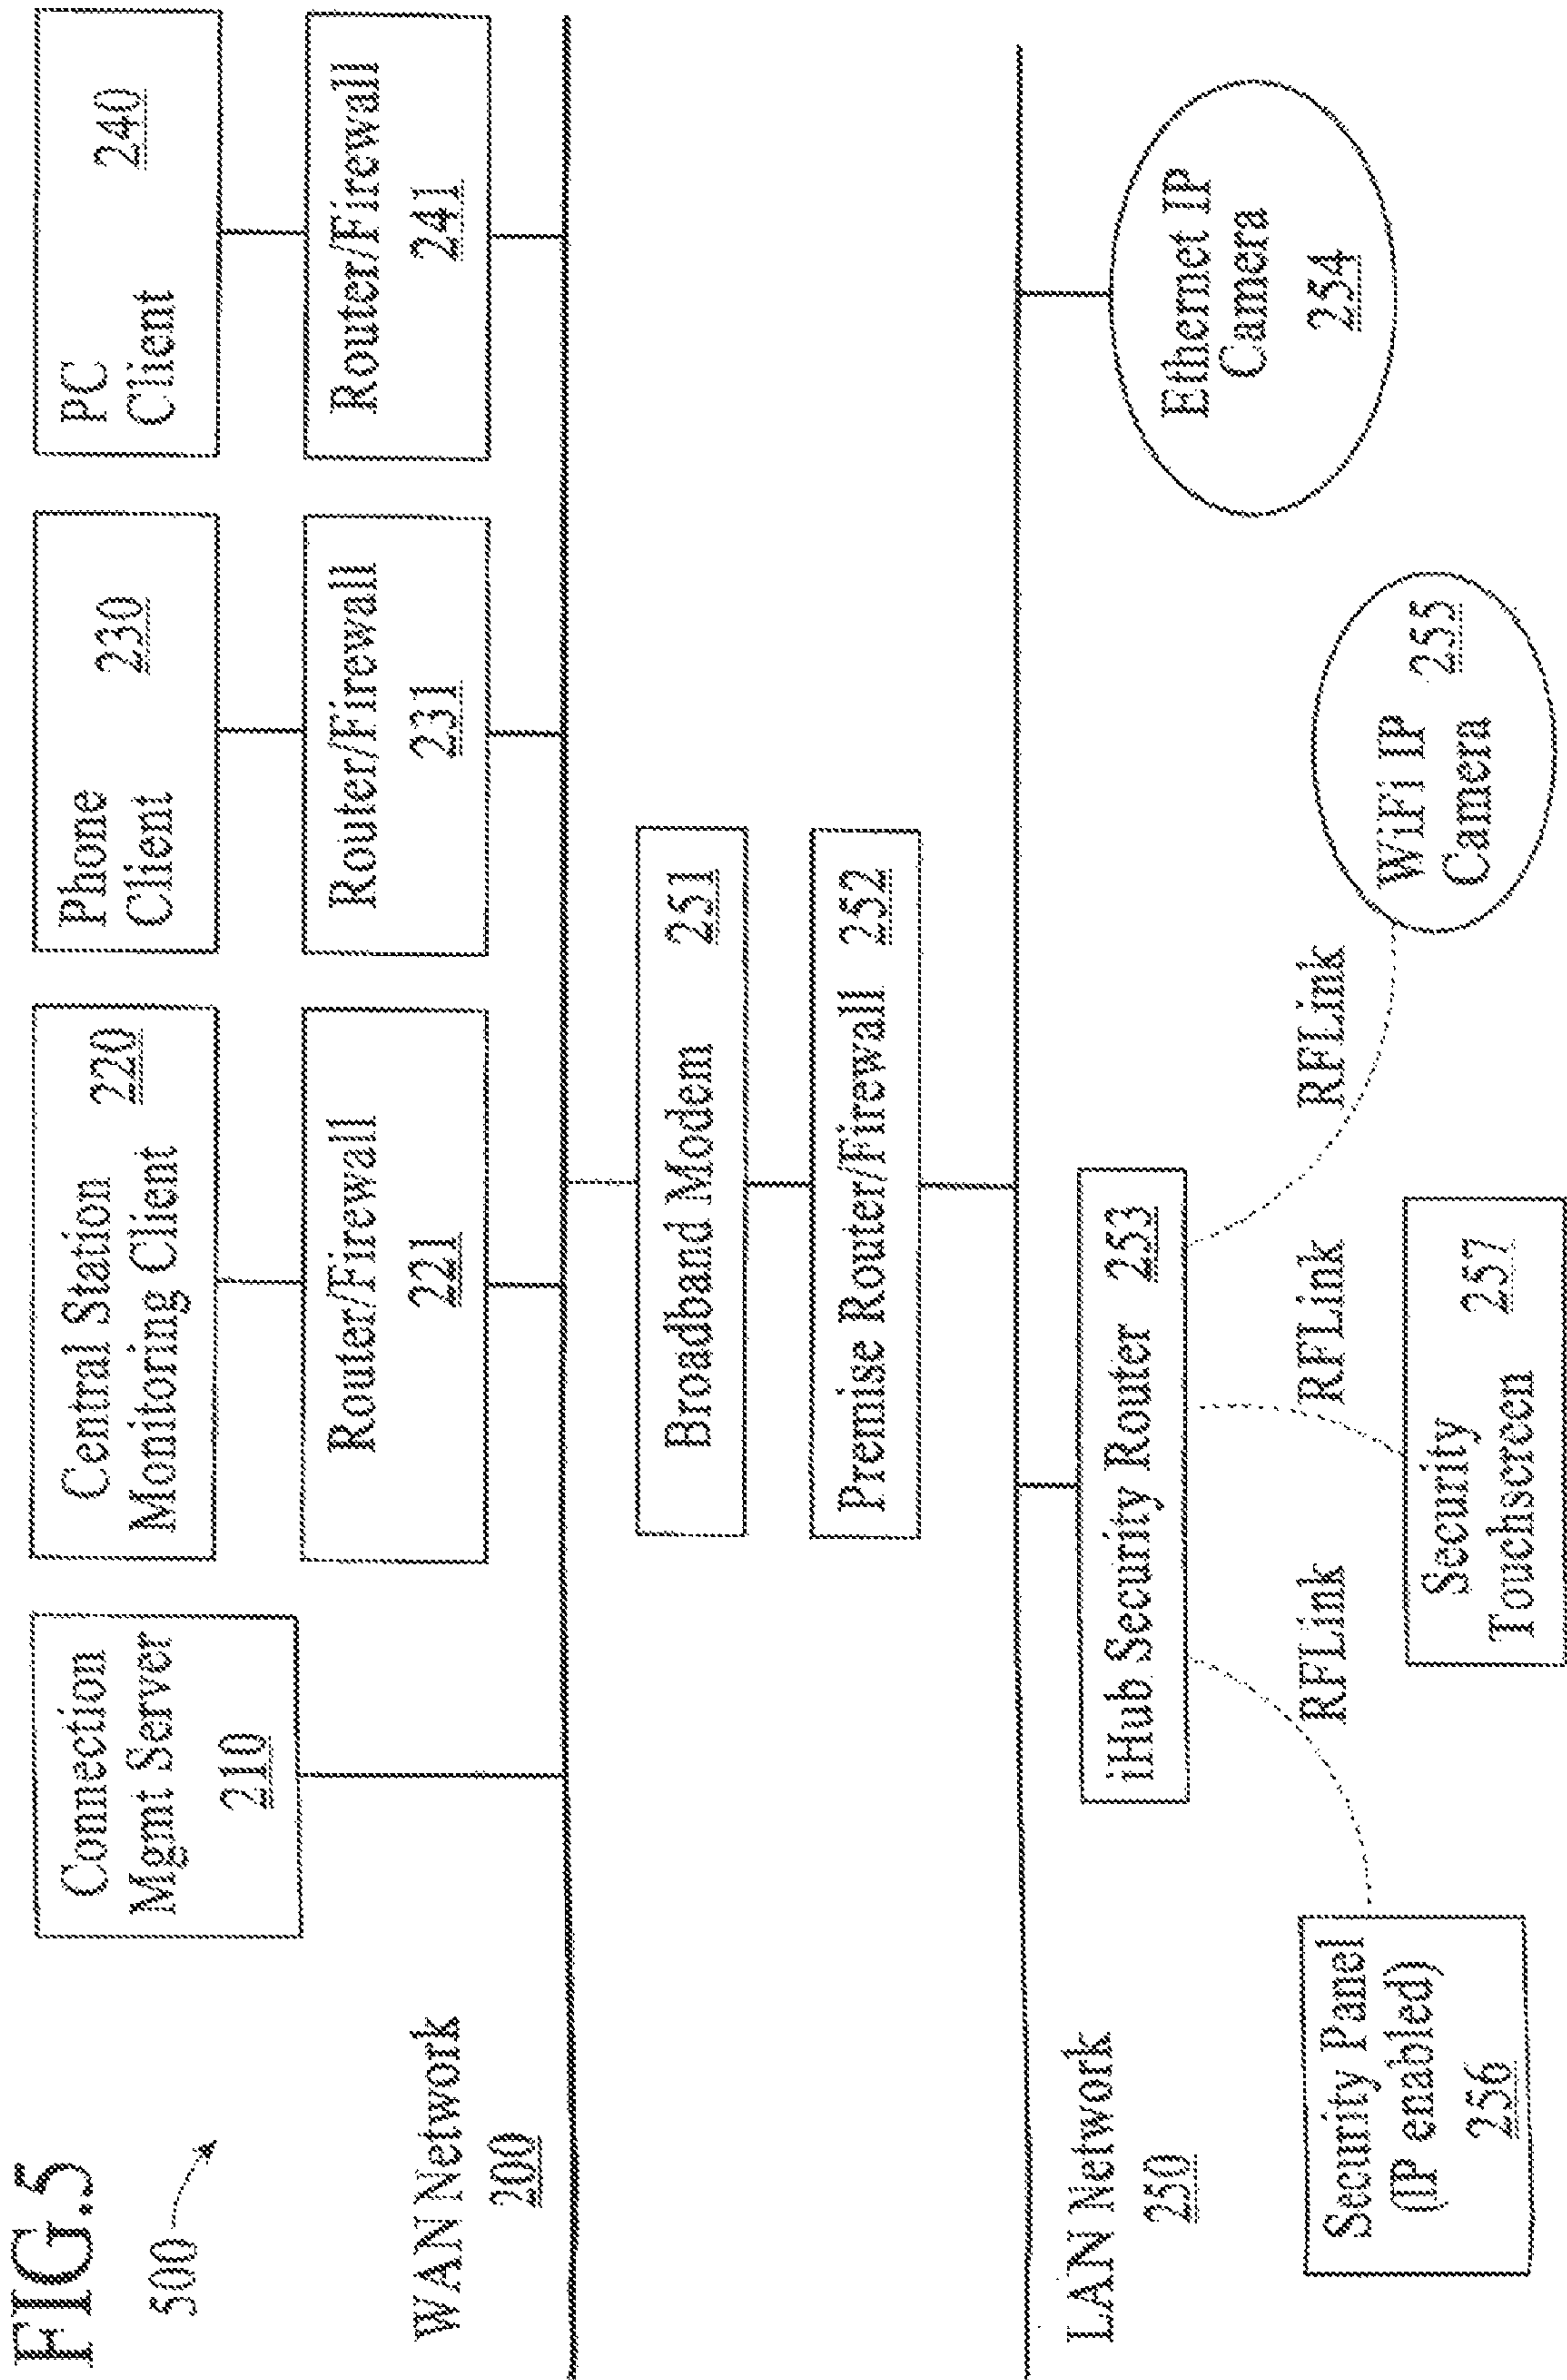 FIG.5
500
Connection
Mgmt Server
210
Central Station
Monitoring Client
220
Phone
Client
230
PC
Client
240
Router/Firewall
221
Router/Firewall
231
Router/Firewall
241
WAN Network
200
Broadband Modem 251
Premise Router/Firewall 252
LAN Network
250
iHub Security Router 253
RFLink
RFLink
RFLink
Security Panel
(IP enabled)
256
Security
Touchscreen
257
WiFi IP
Camera
255
Ethernet IP
Camera
254